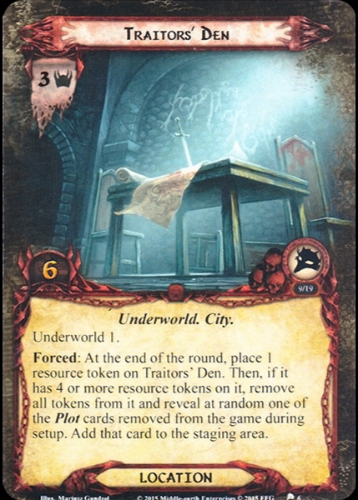 TRAITORS' DEN
3
6
9/19
Underworld. City.
Underworld 1.
Forced: At the end of the round, place 1
resource token on Traitors' Den. Then, if it
has 4 or more resource tokens on it, remove
all tokens from it and reveal at random one of
the Plot cards removed from the game during
setup. Add that card to the staging area.
LOCATION
Illus. Mariusz Gandzel © 2015 Middle-earth Enterprises © 2015 FFG